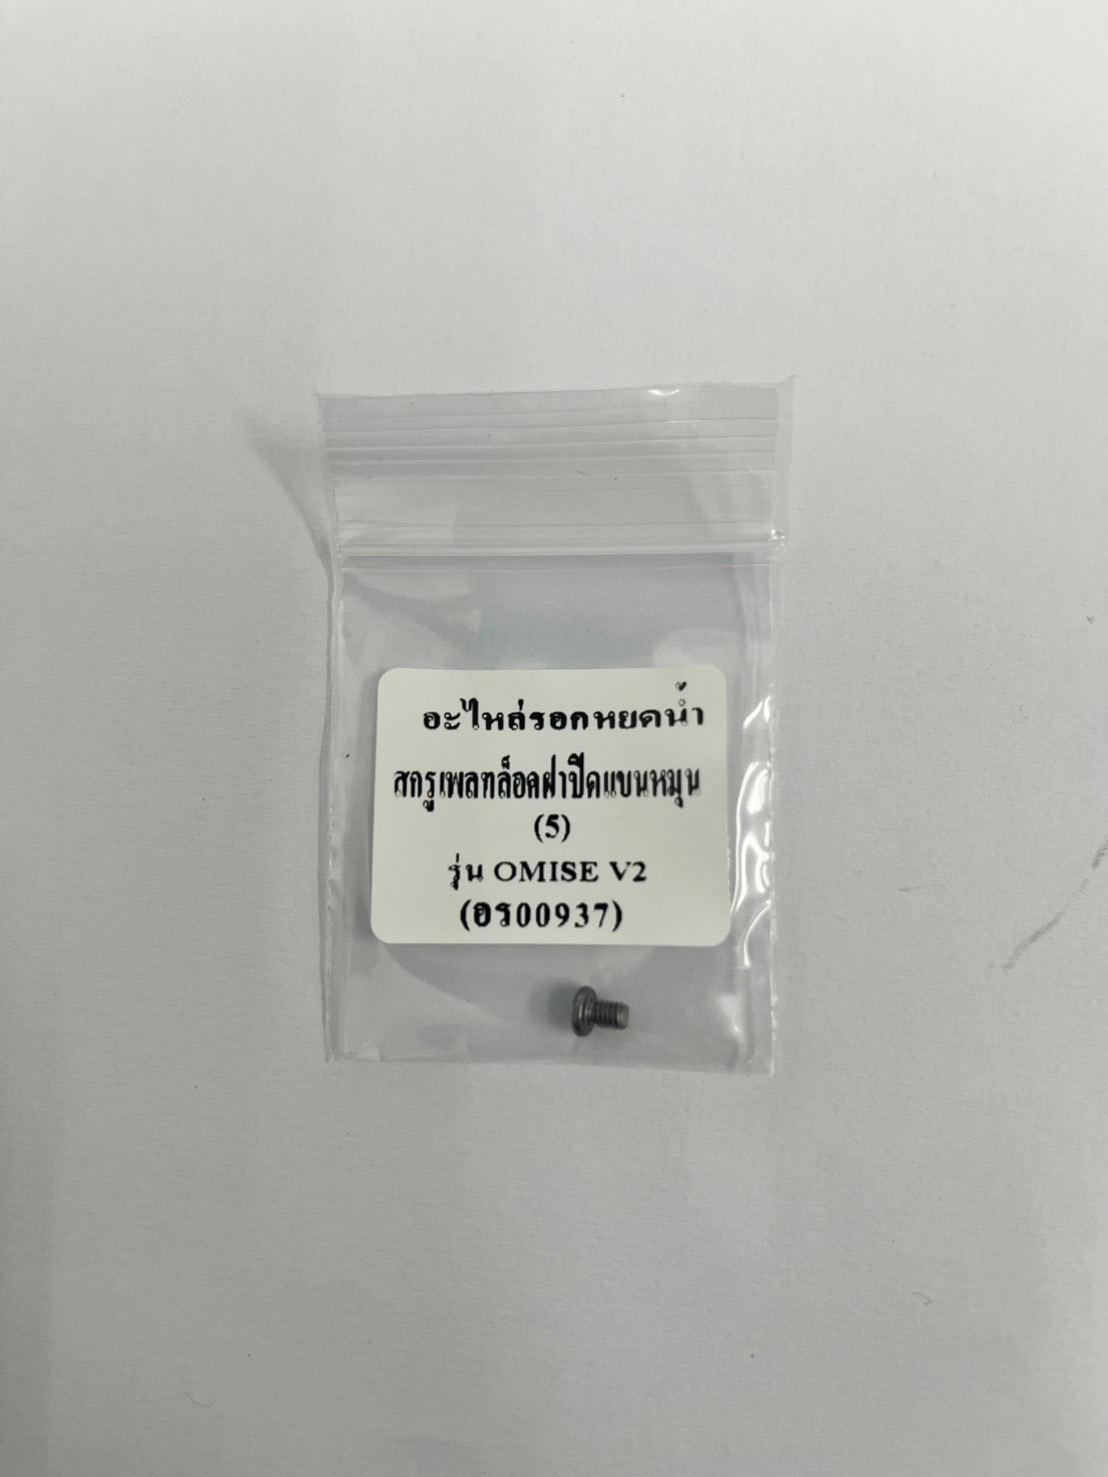 อะไหล่รอกหยดน้ำ
สกรูเพลทล็อคฝาปิดแขนหมุน
(5)
รุ่น OMISE V2
(อร00937)